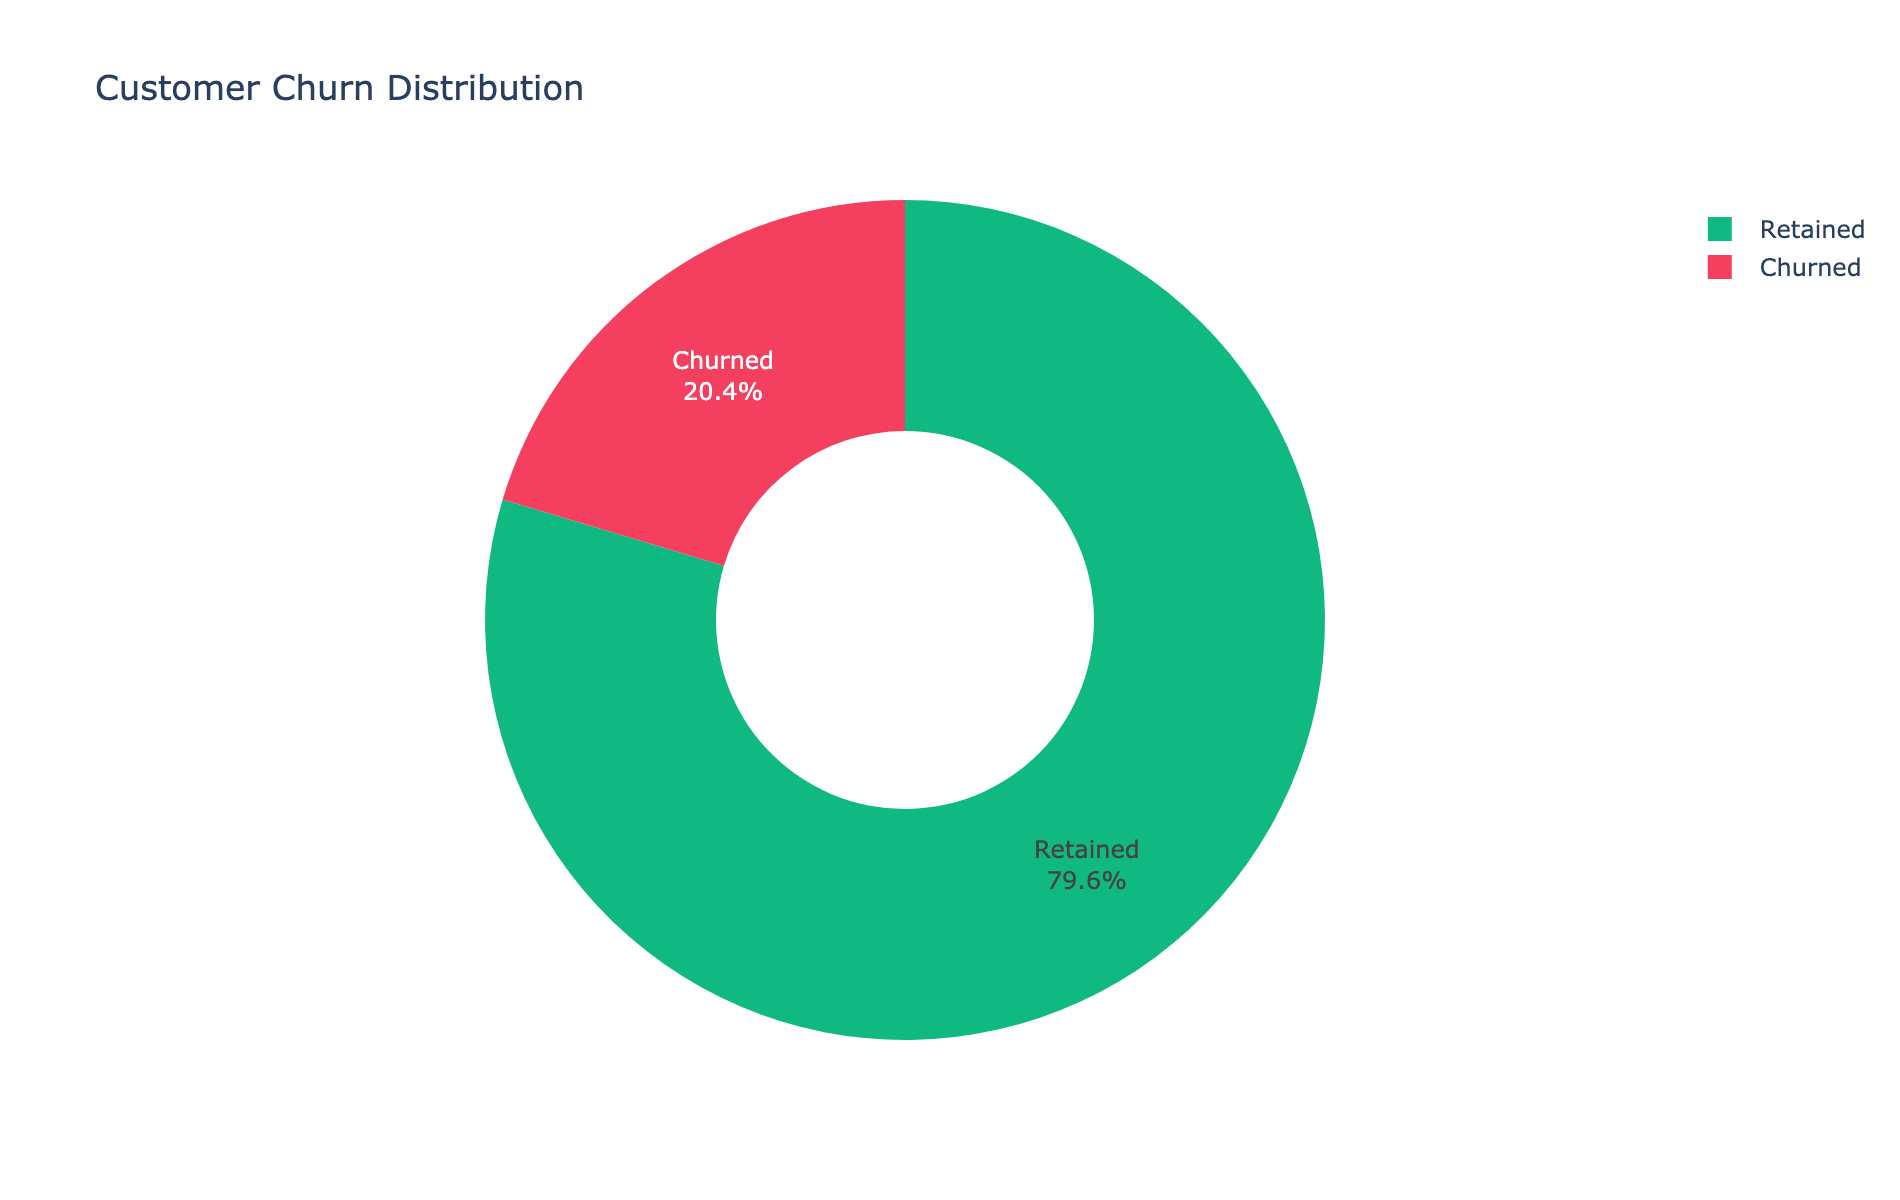 Customer Churn Distribution
Retained
Churned
Churned
20.4%
Retained
79.6%